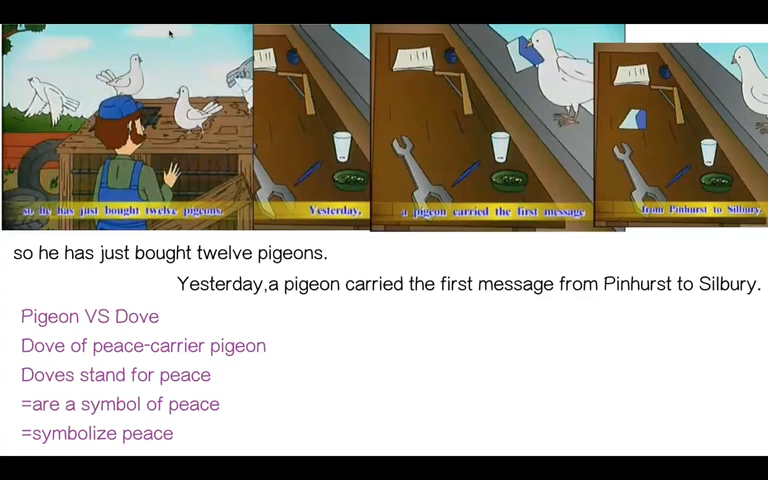 so he has just bought twelve pigeons.
Yesterday,
a pigeon carried the first message
from Pinhurst to Silbury.
so he has just bought twelve pigeons.
Yesterday,a pigeon carried the first message from Pinhurst to Silbury.
Pigeon VS Dove
Dove of peace-carrier pigeon
Doves stand for peace
=are a symbol of peace
=symbolize peace